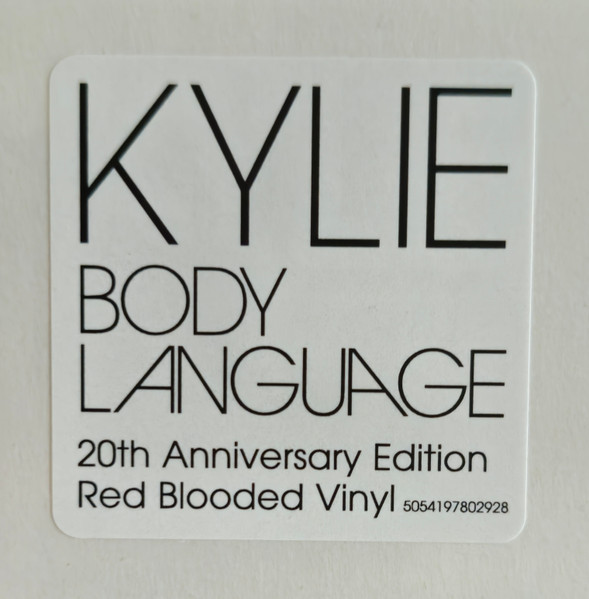 KYLIE
BODY
LANGUAGE
20th Anniversary Edition
Red Blooded Vinyl 5054197802928